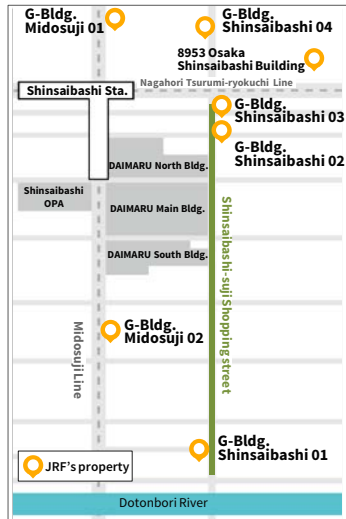 G-Bldg.
Midosuji 01
G-Bldg.
Shinsaibashi 04
8953 Osaka
Shinsaibashi Building
Nagahori Tsurumi-ryokuchi Line
Shinsaibashi Sta.
G-Bldg.
Shinsaibashi 03
G-Bldg.
Shinsaibashi 02
DAIMARU North Bldg.
Shinsaibashi
OPA
DAIMARU Main Bldg.
DAIMARU South Bldg.
Shinsaibashi-suji Shopping street
G-Bldg.
Midosuji 02
Midosuji Line
G-Bldg.
Shinsaibashi 01
JRF's property
Dotonbori River